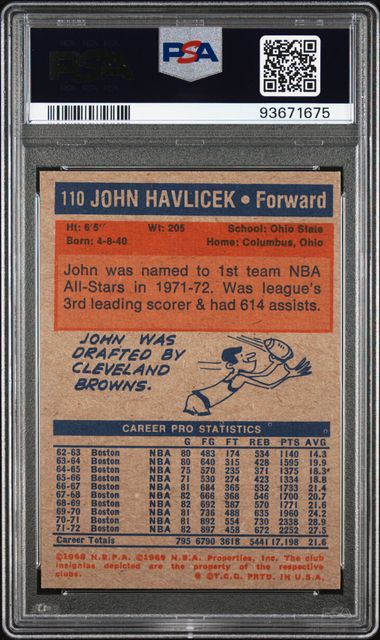 PSA
PSA
93671675
110 JOHN HAVLICEK • Forward
Ht: 6'5" Wt: 205 School: Ohio State
Born: 4-8-40 Home: Columbus, Ohio
John was named to 1st team NBA
All-Stars in 1971-72. Was league's
3rd leading scorer & had 614 assists.
JOHN WAS
DRAFTED BY
CLEVELAND
BROWNS.
CAREER PRO STATISTICS
G FG FT REB PTS AVG
62-63 Boston NBA 80 483 174 534 1140 14.3
63-64 Boston NBA 80 640 315 428 1595 19.9
64-65 Boston NBA 75 570 235 371 1375 18.3
65-66 Boston NBA 71 530 274 423 1334 18.8
66-67 Boston NBA 81 684 365 532 1733 21.4
67-68 Boston NBA 82 666 368 546 1700 20.7
68-69 Boston NBA 82 692 387 570 1771 21.6
69-70 Boston NBA 81 736 488 635 1960 24.2
70-71 Boston NBA 81 892 554 730 2338 28.9
71-72 Boston NBA 82 897 458 672 2252 27.5
Career Totals 795 6790 3618 5441 17,198 21.6
©1968 N.B.P.A. ©1969 N.B.A. Properties, Inc. The club
insignias depicted are the property of the respective
clubs. * ©T.C.G. PRTD. IN U.S.A.